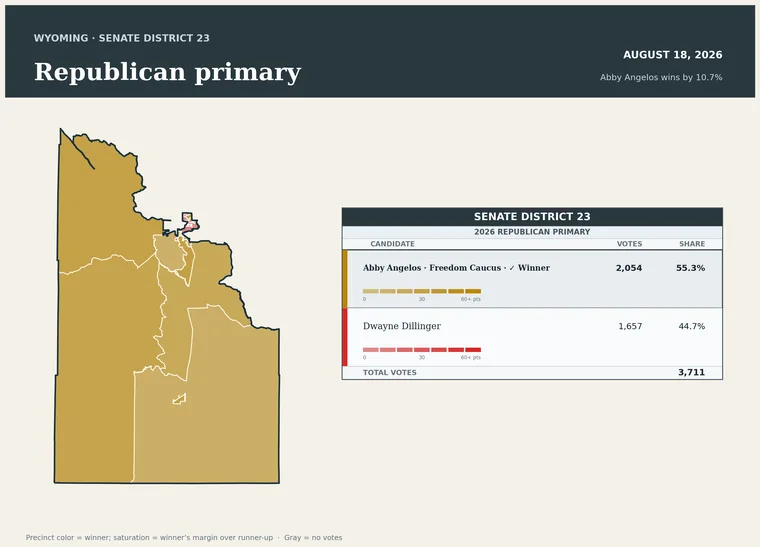 WYOMING · SENATE DISTRICT 23
Republican primary
AUGUST 18, 2026
Abby Angelos wins by 10.7%
SENATE DISTRICT 23
2026 REPUBLICAN PRIMARY
CANDIDATE VOTES SHARE
Abby Angelos · Freedom Caucus · ✓ Winner 2,054 55.3%
0 30 60+ pts
Dwayne Dillinger 1,657 44.7%
0 30 60+ pts
TOTAL VOTES 3,711
Precinct color = winner; saturation = winner's margin over runner-up · Gray = no votes